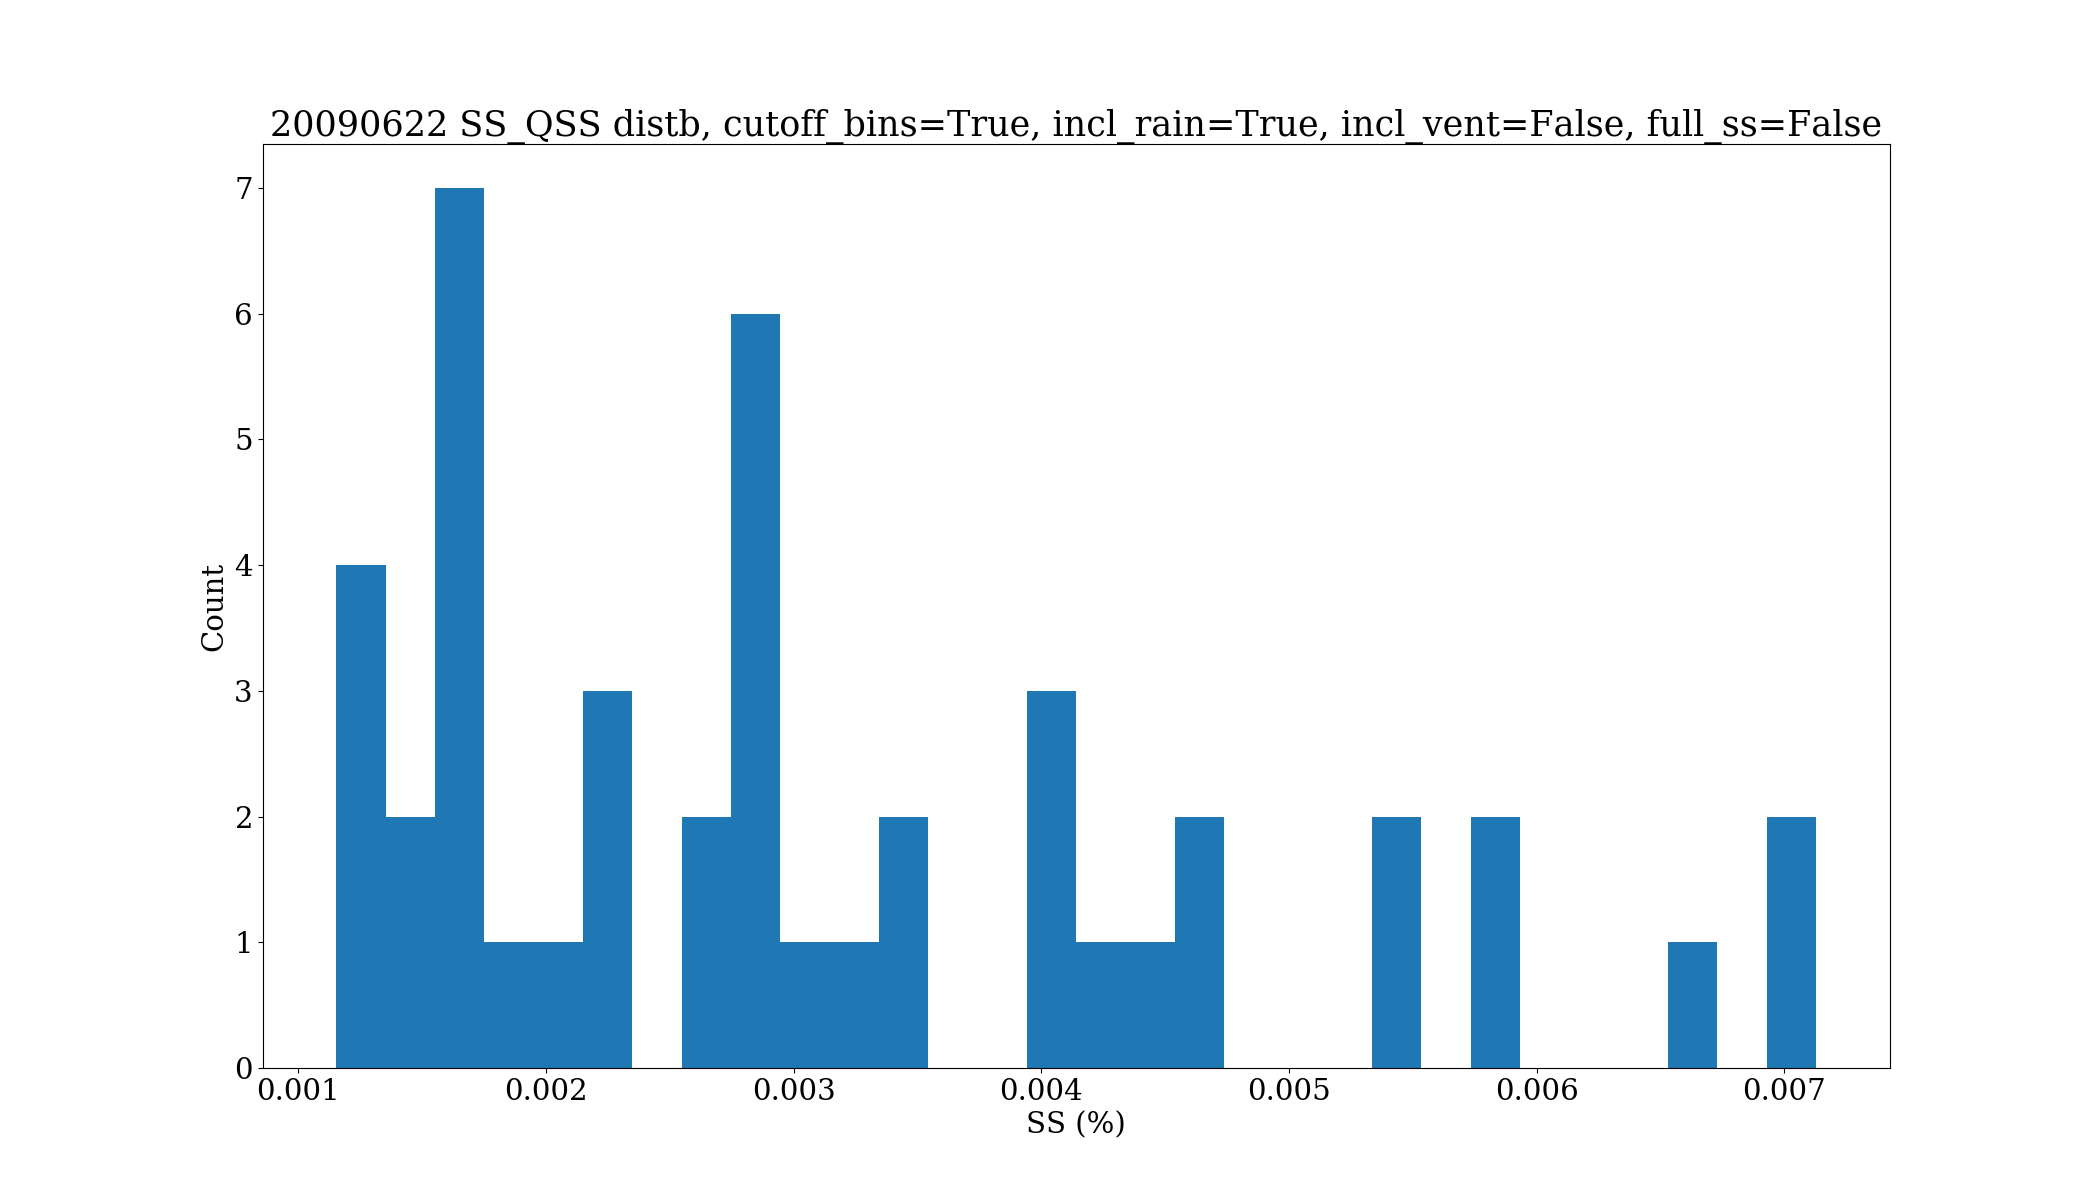 20090622 SS_QSS distb, cutoff_bins=True, incl_rain=True, incl_vent=False, full_ss=False
7
6
5
4
3
2
1
0
Count
0.001 0.002 0.003 0.004 0.005 0.006 0.007
SS (%)